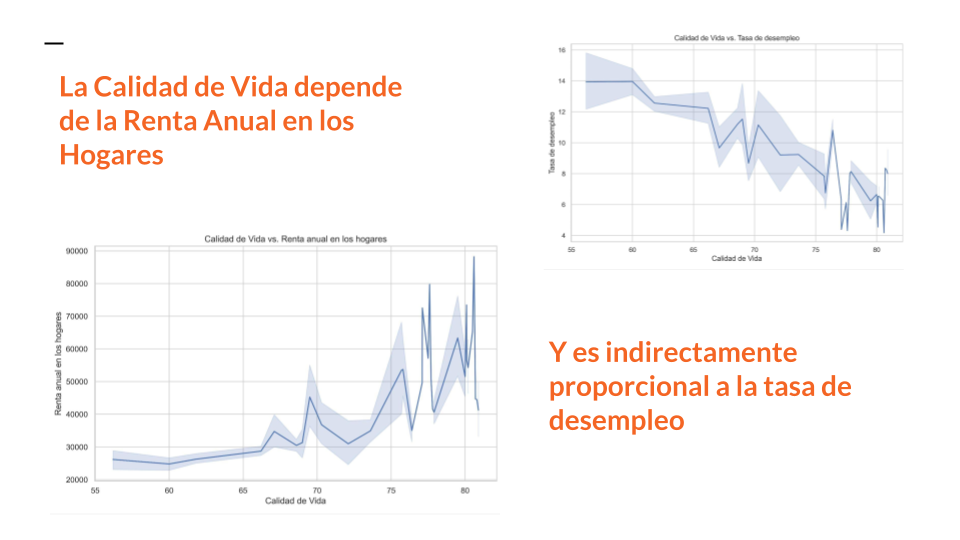 La Calidad de Vida depende
de la Renta Anual en los
Hogares
Calidad de Vida vs. Tasa de desempleo
16
14
12
10
8
6
4
Tasa de desempleo
55 60 65 70 75 80
Calidad de Vida
Calidad de Vida vs. Renta anual en los hogares
90000
80000
70000
60000
50000
40000
30000
20000
Renta anual en los hogares
55 60 65 70 75 80
Calidad de Vida
Y es indirectamente
proporcional a la tasa de
desempleo